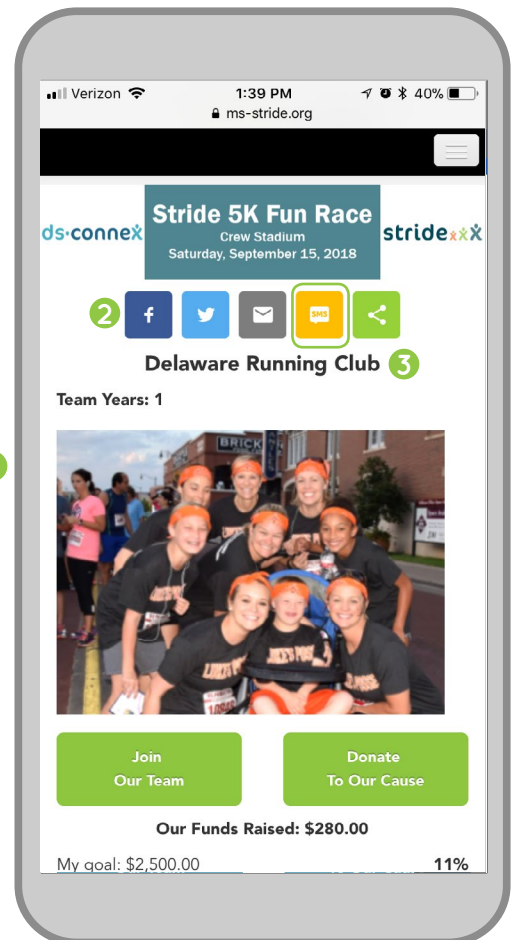 Verizon 1:39 PM 40%
ms-stride.org
ds·connex
Stride 5K Fun Race
Crew Stadium
Saturday, September 15, 2018
stride
2 f SMS
Delaware Running Club 3
Team Years: 1
BRICK
Join
Our Team
Donate
To Our Cause
Our Funds Raised: $280.00
My goal: $2,500.00 11%